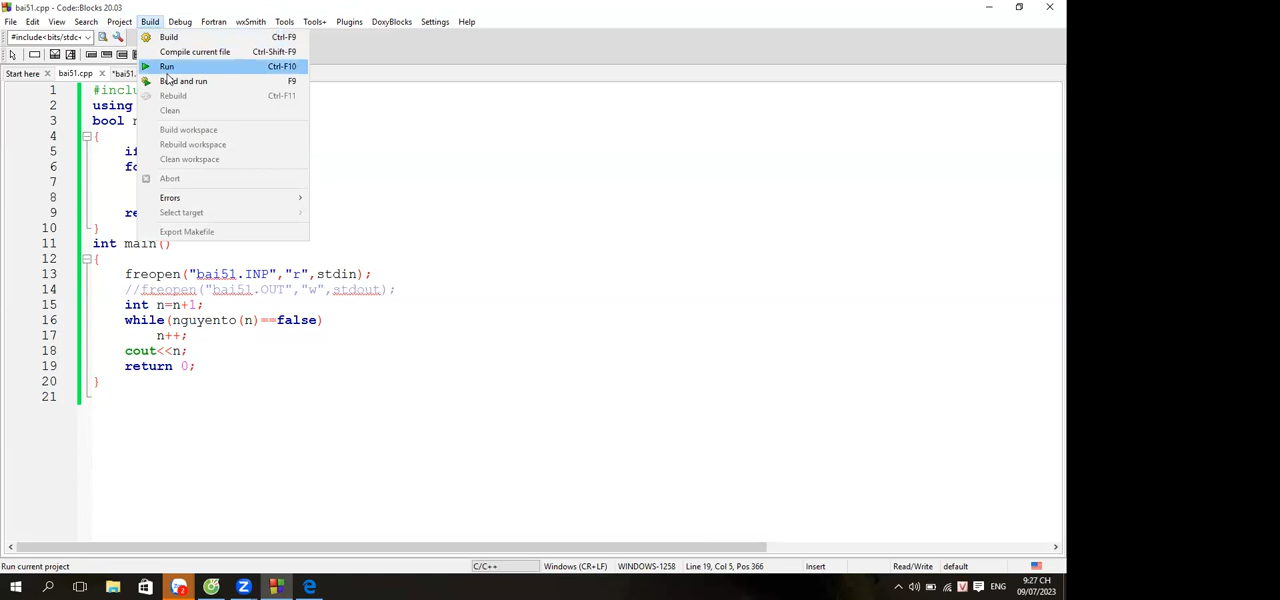 bai51.cpp - Code::Blocks 20.03
File Edit View Search Project Build Debug Fortran wxSmith Tools Tools+ Plugins DoxyBlocks Settings Help
#include<bits/stdc+
Build Ctrl-F9
Compile current file Ctrl-Shift-F9
Run Ctrl-F10
Start here bai51.cpp *bai51.
Build and run F9
Rebuild Ctrl-F11
Clean
Build workspace
Rebuild workspace
Clean workspace
Abort
Errors
Select target
Export Makefile
1 #inclu
2 using
3 bool n
4 {
5 if
6 fo
7
8
9 re
10 }
11 int main()
12 {
13 freopen("bai51.INP","r",stdin);
14 //freopen("bai51.OUT","w",stdout);
15 int n=n+1;
16 while(nguyento(n)==false)
17 n++;
18 cout<<n;
19 return 0;
20 }
21
Run current project C/C++ Windows (CR+LF) WINDOWS-1258 Line 19, Col 5, Pos 366 Insert Read/Write default
2 V ENG 9:27 CH
09/07/2023